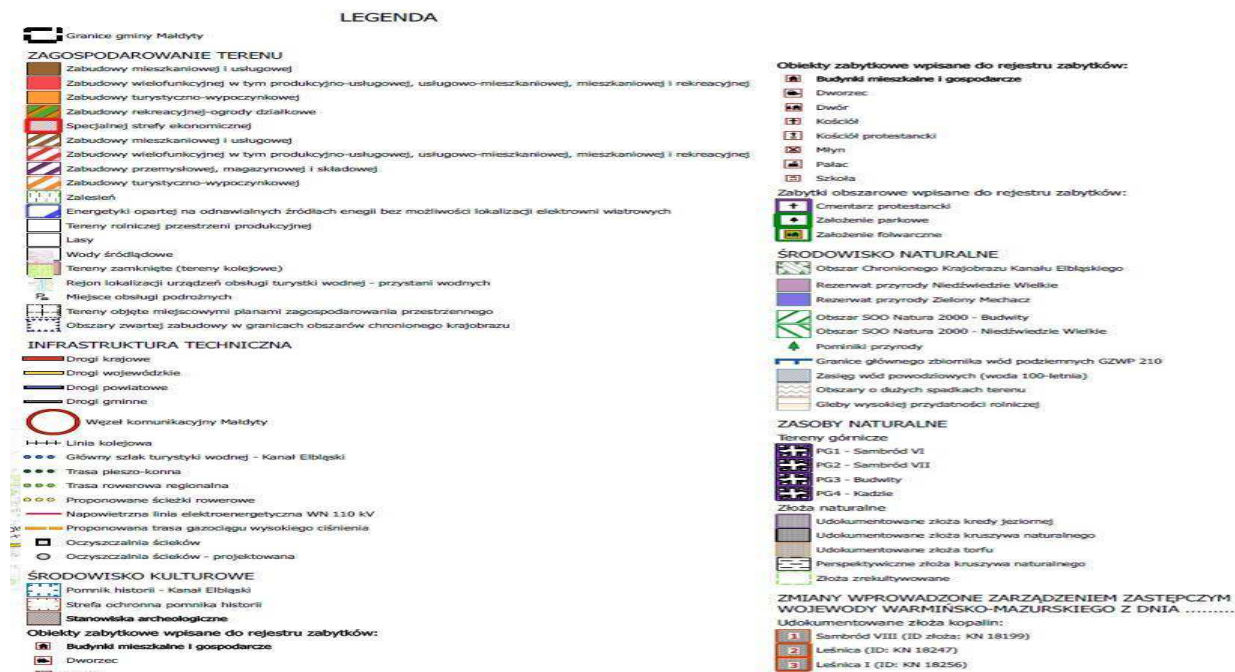 LEGENDA
Granice gminy Małdyty
ZAGOSPODAROWANIE TERENU
Zabudowy mieszkaniowej i usługowej
Zabudowy wielofunkcyjnej w tym produkcyjno-usługowej, usługowo-mieszkaniowej, mieszkaniowej i rekreacyjnej
Zabudowy turystyczno-wypoczynkowej
Zabudowy rekreacyjnej-ogrody działkowe
Specjalnej strefy ekonomicznej
Zabudowy mieszkaniowej i usługowej
Zabudowy wielofunkcyjnej w tym produkcyjno-usługowej, usługowo-mieszkaniowej, mieszkaniowej i rekreacyjnej
Zabudowy przemysłowej, magazynowej i składowej
Zabudowy turystyczno-wypoczynkowej
Zalesień
Energetyki opartej na odnawialnych źródłach enegii bez możliwości lokalizacji elektrowni wiatrowych
Tereny rolniczej przestrzeni produkcyjnej
Lasy
Wody śródlądowe
Tereny zamknięte (tereny kolejowe)
Rejon lokalizacji urządzeń obsługi turystki wodnej - przystani wodnych
Miejsce obsługi podrożnych
Tereny objęte miejscowymi planami zagospodarowania przestrzennego
Obszary zwartej zabudowy w granicach obszarów chronionego krajobrazu
INFRASTRUKTURA TECHNICZNA
Drogi krajowe
Drogi wojewódzkie
Drogi powiatowe
Drogi gminne
Węzeł komunikacyjny Małdyty
Linia kolejowa
Główny szlak turystyki wodnej - Kanał Elbląski
Trasa pieszo-konna
Trasa rowerowa regionalna
Proponowane ścieżki rowerowe
Napowietrzna linia elektroenergetyczna WN 110 kV
Proponowana trasa gazociągu wysokiego ciśnienia
Oczyszczalnia ścieków
Oczyszczalnia ścieków - projektowana
ŚRODOWISKO KULTUROWE
Pomnik historii - Kanał Elbląski
Strefa ochronna pomnika historii
Stanowiska archeologiczne
Obiekty zabytkowe wpisane do rejestru zabytków:
Budynki mieszkalne i gospodarcze
Dworzec
Obiekty zabytkowe wpisane do rejestru zabytków:
Budynki mieszkalne i gospodarcze
Dworzec
Dwór
Kościół
Kościół protestancki
Młyn
Pałac
Szkoła
Zabytki obszarowe wpisane do rejestru zabytków:
Cmentarz protestancki
Założenie parkowe
Założenie folwarczne
ŚRODOWISKO NATURALNE
Obszar Chronionego Krajobrazu Kanału Elbląskiego
Rezerwat przyrody Niedźwiedzie Wielkie
Rezerwat przyrody Zielony Mechacz
Obszar SOO Natura 2000 - Budwity
Obszar SOO Natura 2000 - Niedźwiedzie Wielkie
Pominiki przyrody
Granice głównego zbiornika wód podziemnych GZWP 210
Zasięg wód powodziowych (woda 100-letnia)
Obszary o dużych spadkach terenu
Gleby wysokiej przydatności rolniczej
ZASOBY NATURALNE
Tereny górnicze
PG1 - Sambród VI
PG2 - Sambród VII
PG3 - Budwity
PG4 - Kadzie
Złoża naturalne
Udokumentowane złoża kredy jeziornej
Udokumentowane złoża kruszywa naturalnego
Udokumentowane złoża torfu
Perspektywiczne złoża kruszywa naturalnego
Złoża zrekultywowane
ZMIANY WPROWADZONE ZARZĄDZENIEM ZASTĘPCZYM
WOJEWODY WARMIŃSKO-MAZURSKIEGO Z DNIA .........
Udokumentowane złoża kopalin:
1 Sambród VIII (ID złoża: KN 18199)
2 Leśnica (ID: KN 18247)
3 Leśnica I (ID: KN 18256)